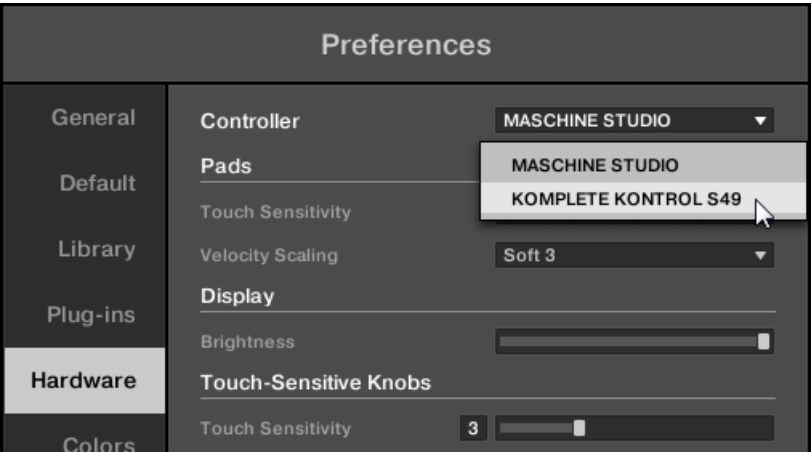 Preferences
General
Default
Library
Plug-ins
Hardware
Colors
Controller MASCHINE STUDIO
MASCHINE STUDIO
KOMPLETE KONTROL S49
Pads
Touch Sensitivity
Velocity Scaling Soft 3
Display
Brightness
Touch-Sensitive Knobs
Touch Sensitivity 3